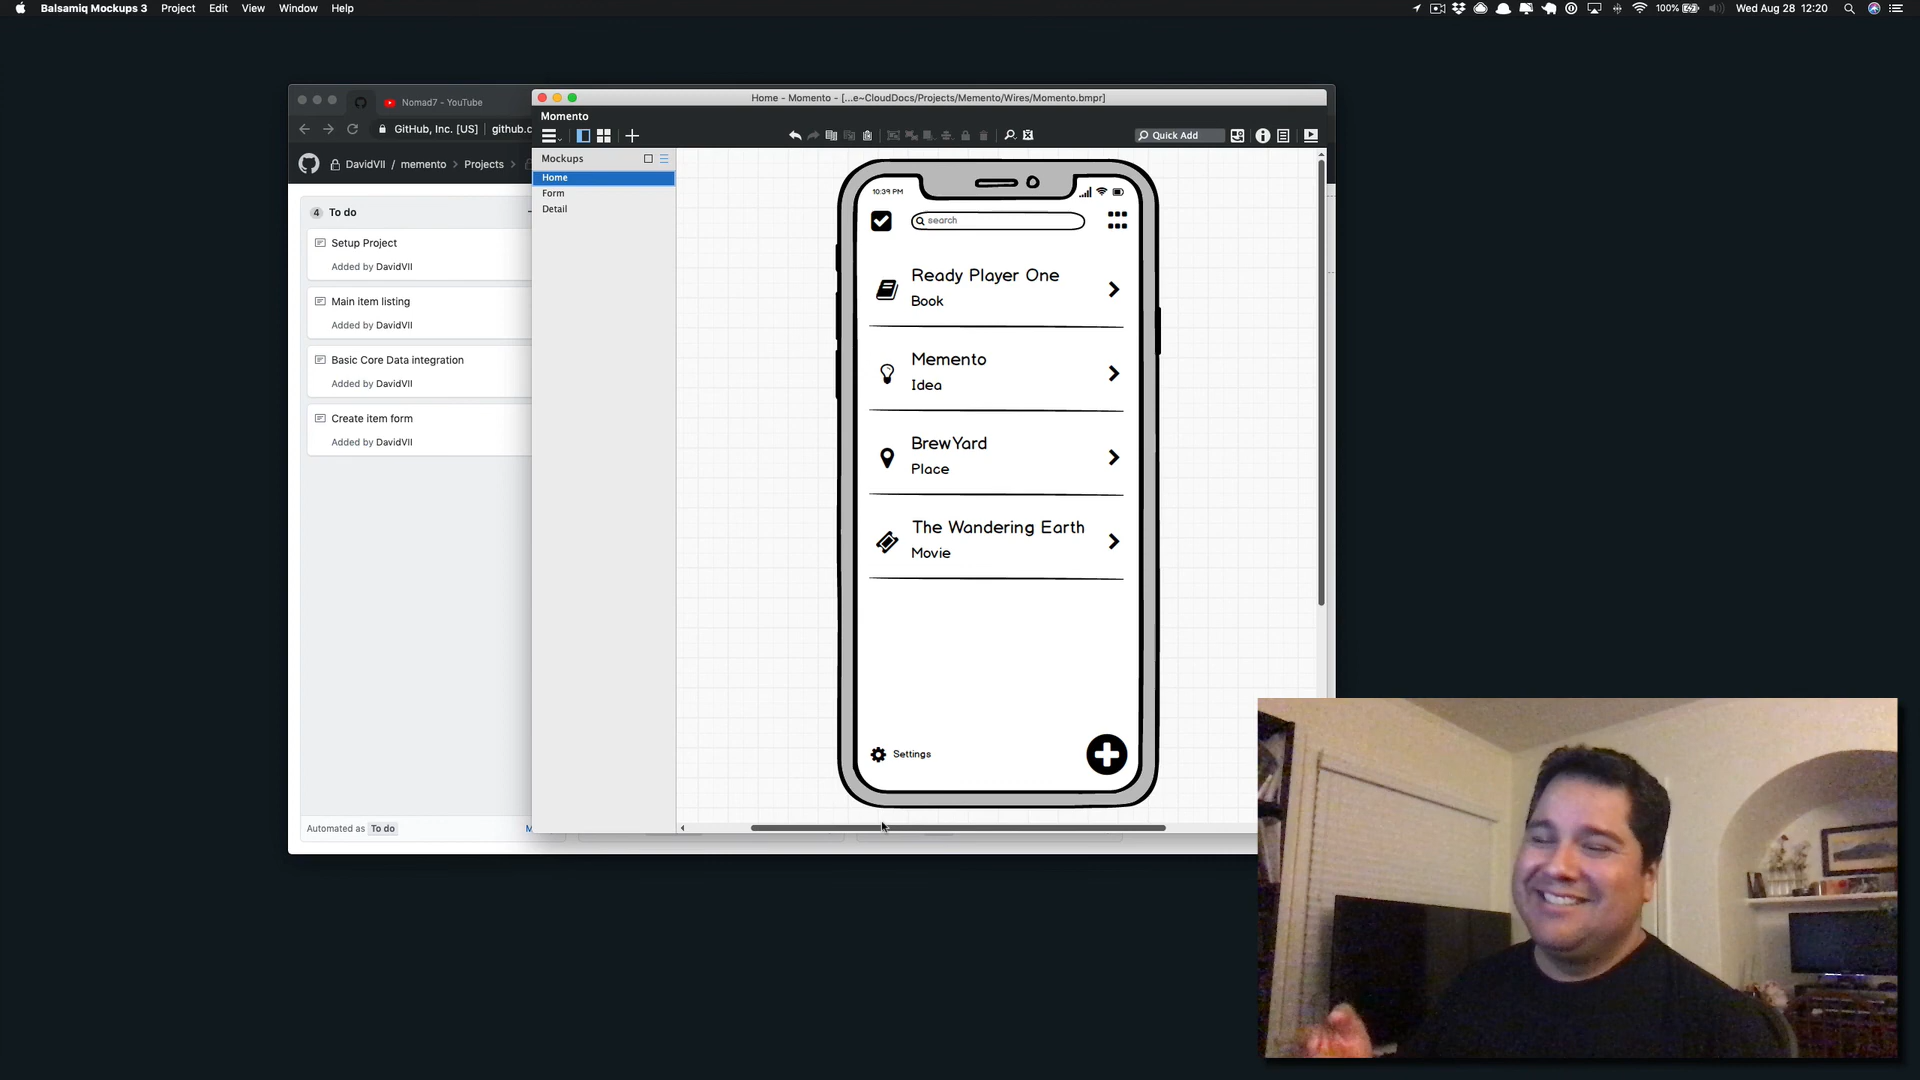 Balsamiq Mockups 3 Project Edit View Window Help
100% Wed Aug 28 12:20
Nomad7 - YouTube
GitHub, Inc. [US] github.c
DavidVII / memento > Projects >
4 To do
Setup Project
Added by DavidVII
Main item listing
Added by DavidVII
Basic Core Data integration
Added by DavidVII
Create item form
Added by DavidVII
Automated as To do
M
Home - Momento - [...e~CloudDocs/Projects/Memento/Wires/Momento.bmpr]
Momento
Quick Add
Mockups
Home
Form
Detail
10:39 PM
search
Ready Player One
Book
Memento
Idea
BrewYard
Place
The Wandering Earth
Movie
Settings